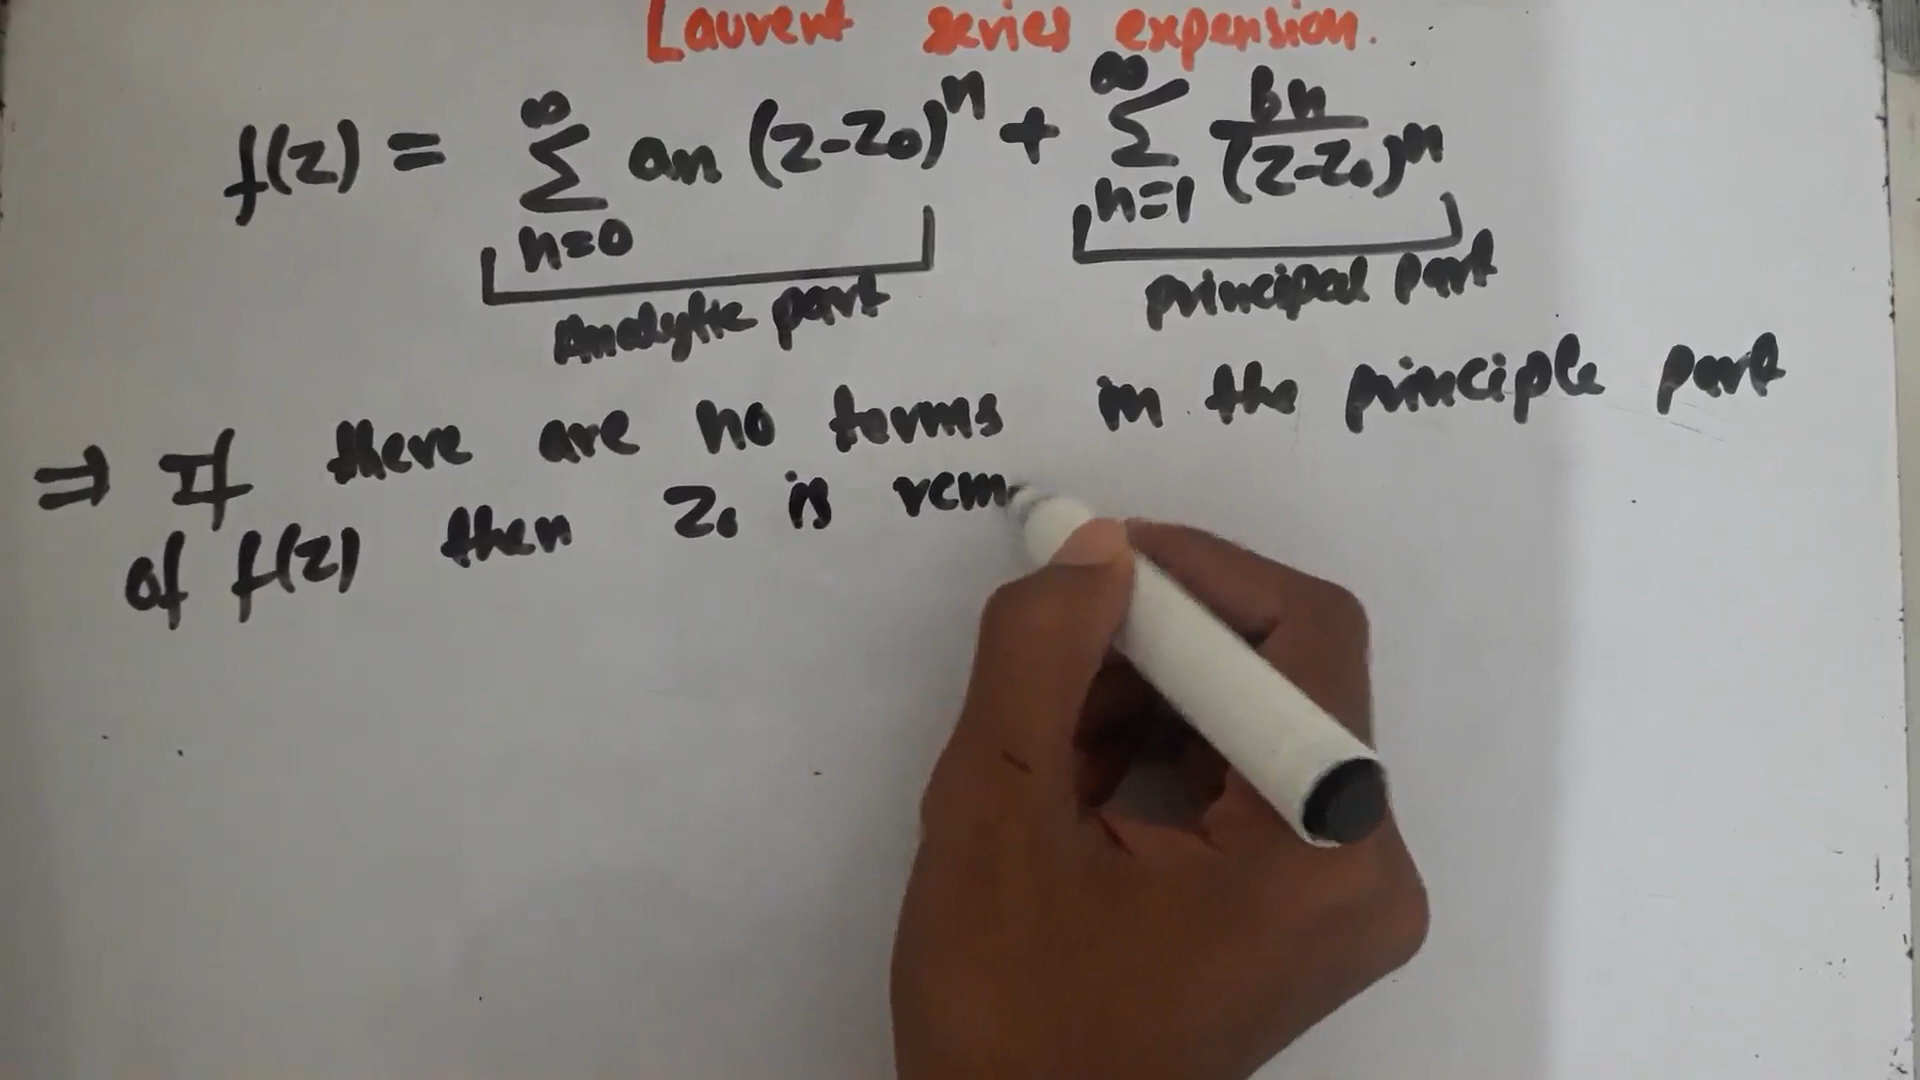 Laurent series expension.
f(z) = ∞ Σ n=0 an (z-z₀)ⁿ + ∞ Σ n=1 bn/(z-z₀)ⁿ
Analytic part principal part
⇒ If there are no terms in the principle part
of f(z) then z₀ is rem